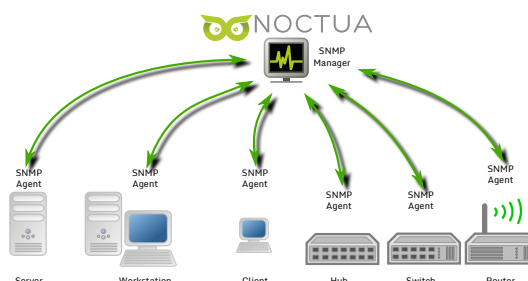 NOCTUA
SNMP
Manager
SNMP
Agent
SNMP
Agent
SNMP
Agent
SNMP
Agent
SNMP
Agent
SNMP
Agent
Server
Workstation
Client
Hub
Switch
Router